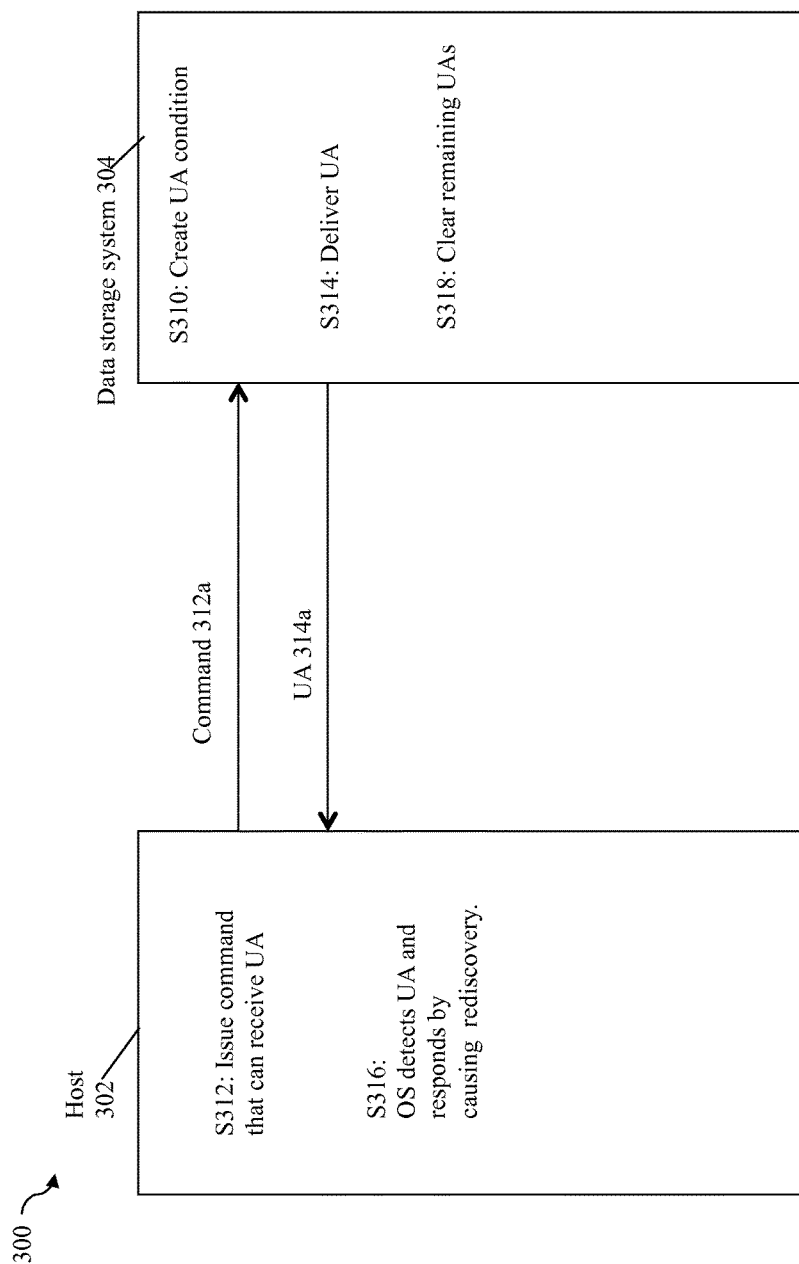 300
Host
302
S312: Issue command
that can receive UA
S316:
OS detects UA and
responds by
causing rediscovery.
Command 312a
UA 314a
Data storage system 304
S310: Create UA condition
S314: Deliver UA
S318: Clear remaining UAs